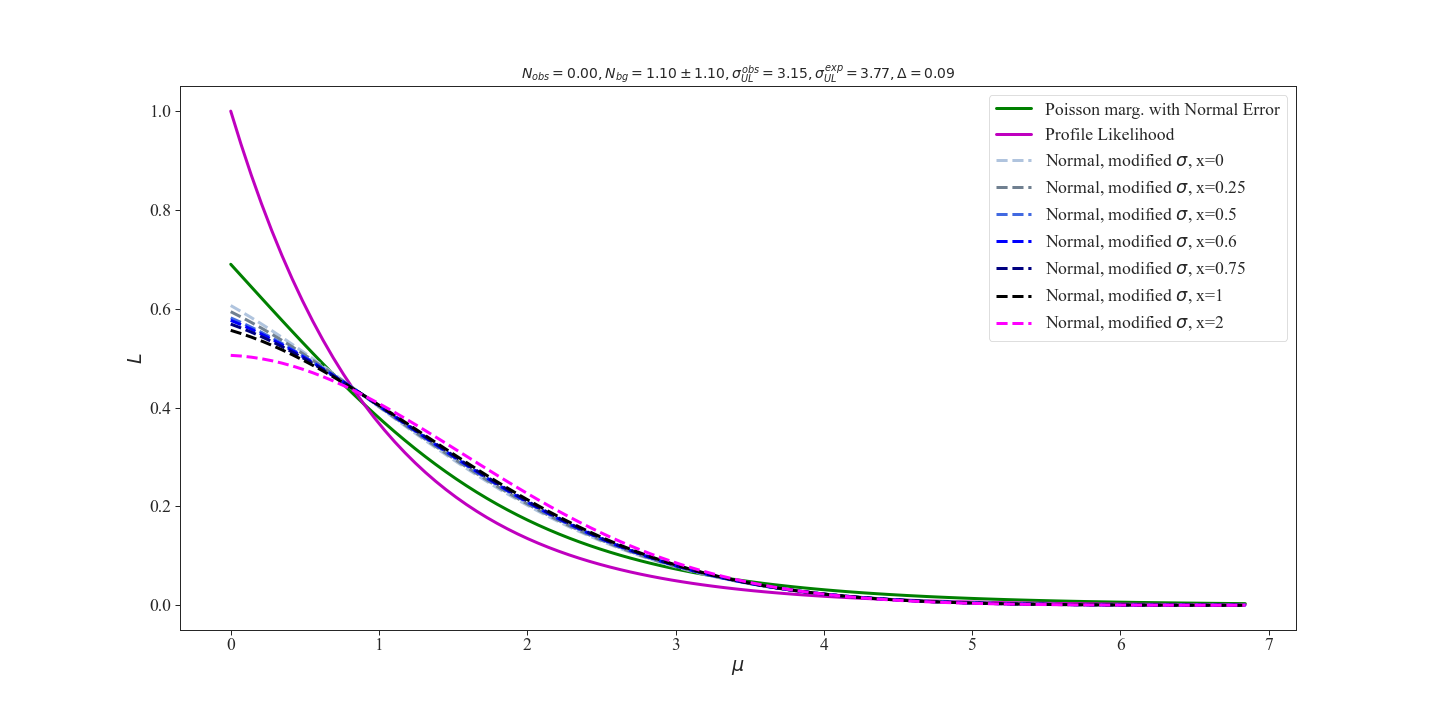 N_obs = 0.00, N_bg = 1.10 ± 1.10, σ_UL^obs = 3.15, σ_UL^exp = 3.77, Δ = 0.09
Poisson marg. with Normal Error
Profile Likelihood
Normal, modified σ, x=0
Normal, modified σ, x=0.25
Normal, modified σ, x=0.5
Normal, modified σ, x=0.6
Normal, modified σ, x=0.75
Normal, modified σ, x=1
Normal, modified σ, x=2
L
1.0
0.8
0.6
0.4
0.2
0.0
0 1 2 3 4 5 6 7
μ